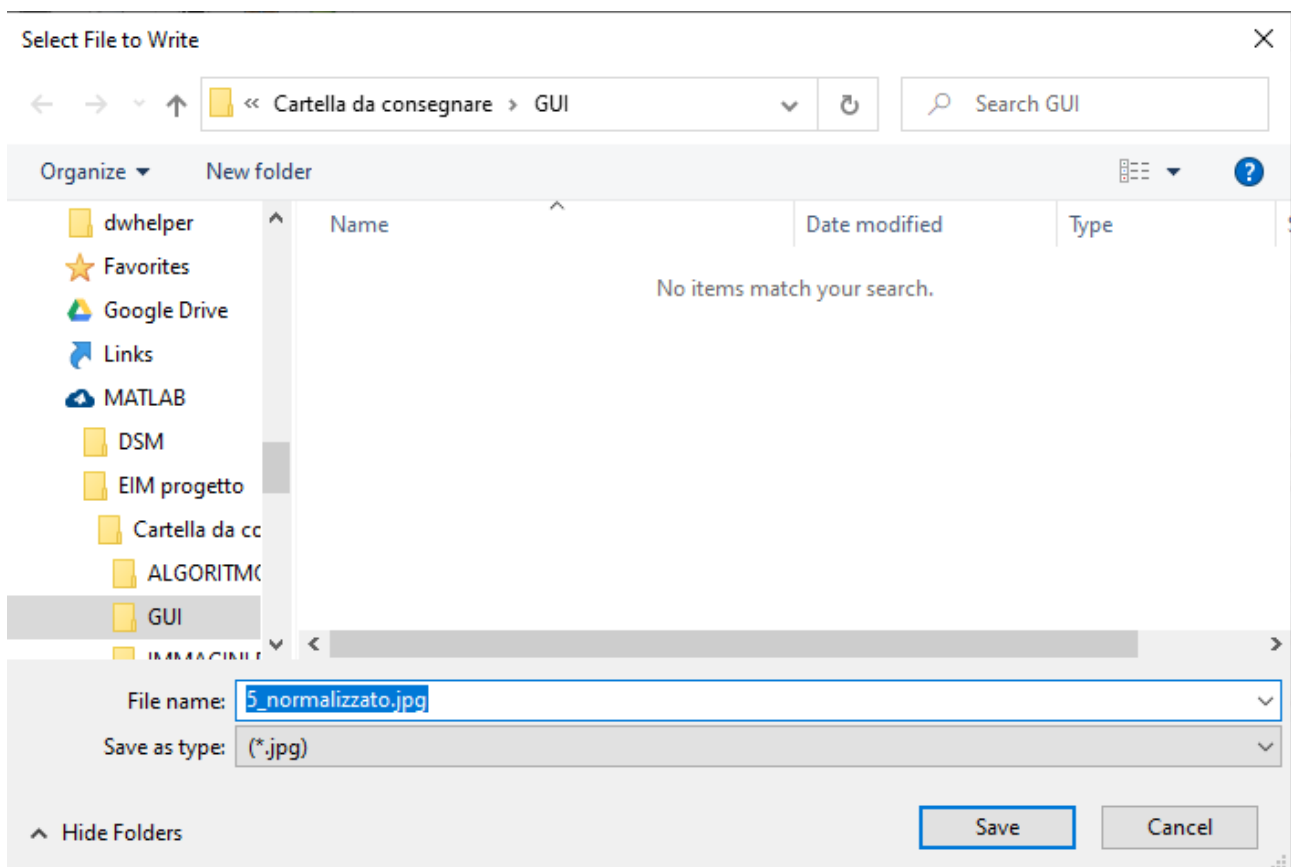 Select File to Write
« Cartella da consegnare › GUI
Search GUI
Organize
New folder
Name
Date modified
Type
dwhelper
Favorites
Google Drive
Links
MATLAB
DSM
EIM progetto
Cartella da co
ALGORITMO
GUI
No items match your search.
File name: 5_normalizzato.jpg
Save as type: (*.jpg)
Hide Folders
Save
Cancel